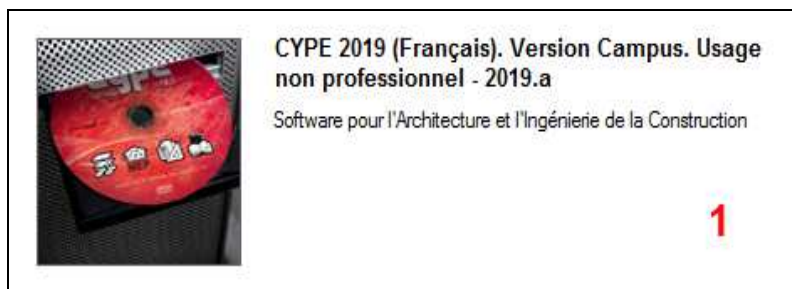 CYPE 2019 (Français). Version Campus. Usage
non professionnel - 2019.a
Software pour l'Architecture et l'Ingénierie de la Construction
1